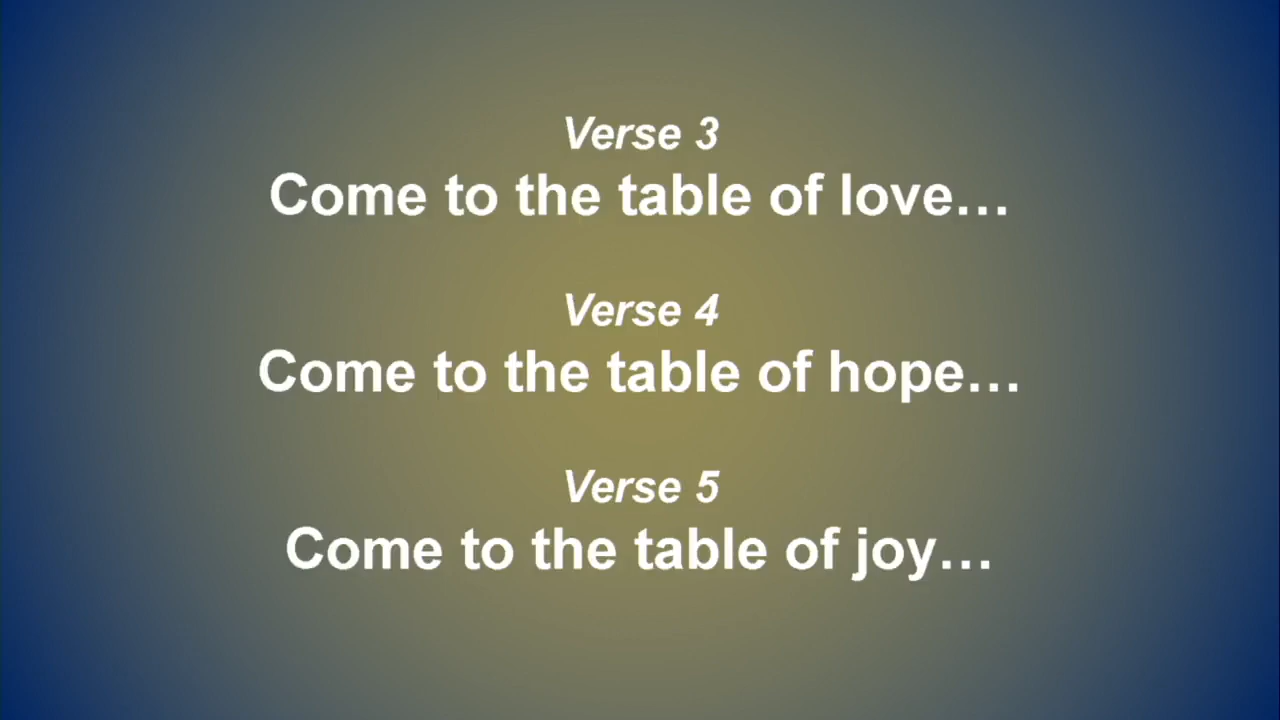 Verse 3
Come to the table of love…
Verse 4
Come to the table of hope…
Verse 5
Come to the table of joy…